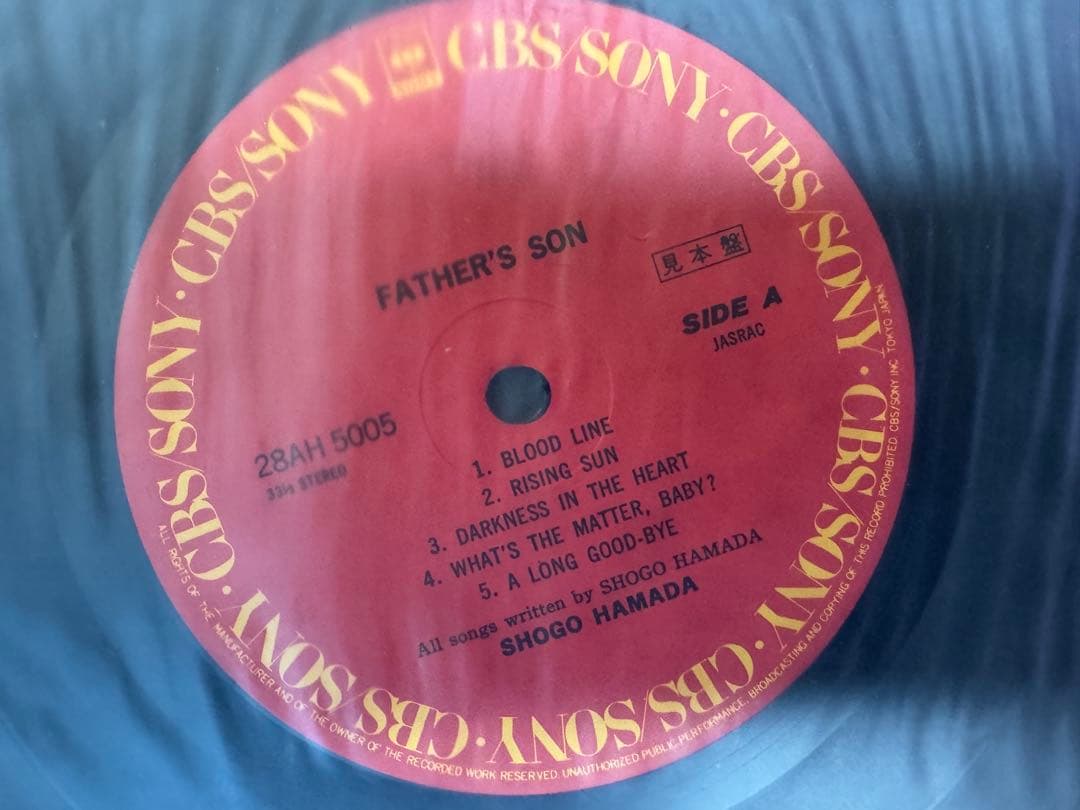 CBS/SONY · CBS/SONY · CBS/SONY · CBS/SONY · CBS/SONY · CBS/SONY · CBS/SONY · CBS/SONY · CBS/SONY
FATHER'S SON
見本盤
SIDE A
JASRAC
28AH 5005
33⅓ STEREO
1. BLOOD LINE
2. RISING SUN
3. DARKNESS IN THE HEART
4. WHAT'S THE MATTER, BABY?
5. A LONG GOOD-BYE
All songs written by SHOGO HAMADA
SHOGO HAMADA
ALL RIGHTS OF THE MANUFACTURER AND OF THE OWNER OF THE RECORDED WORK RESERVED. UNAUTHORIZED PUBLIC PERFORMANCE. BROADCASTING AND COPYING OF THIS RECORD PROHIBITED. CBS/SONY INC. TOKYO JAPAN